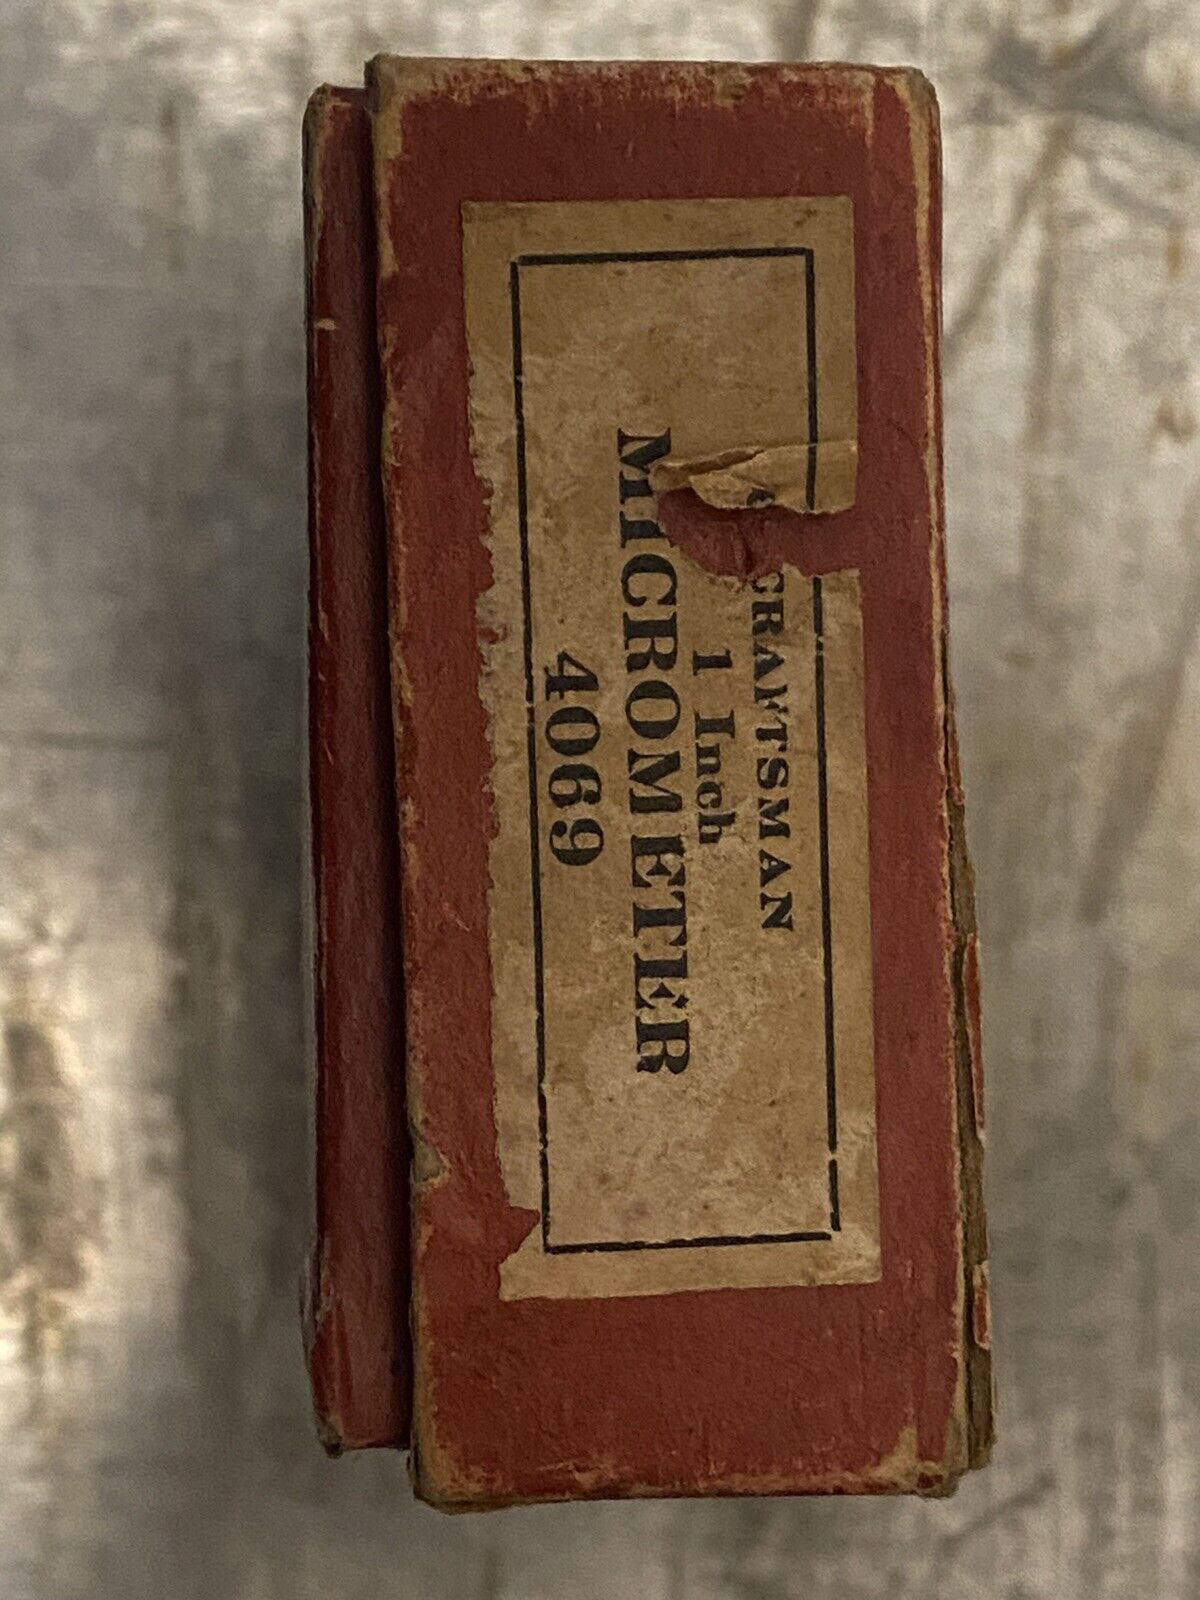 CRAFTSMAN
1 Inch
MICROMETER
4069